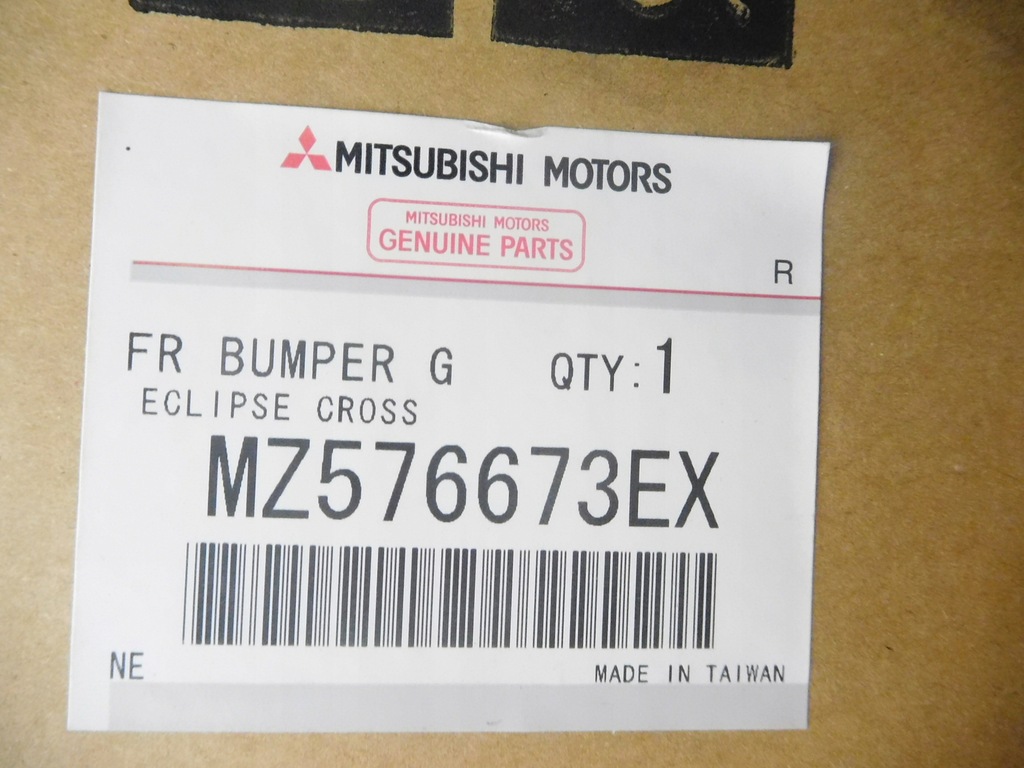 MITSUBISHI MOTORS
MITSUBISHI MOTORS
GENUINE PARTS
R
FR BUMPER G QTY: 1
ECLIPSE CROSS
MZ576673EX
NE MADE IN TAIWAN